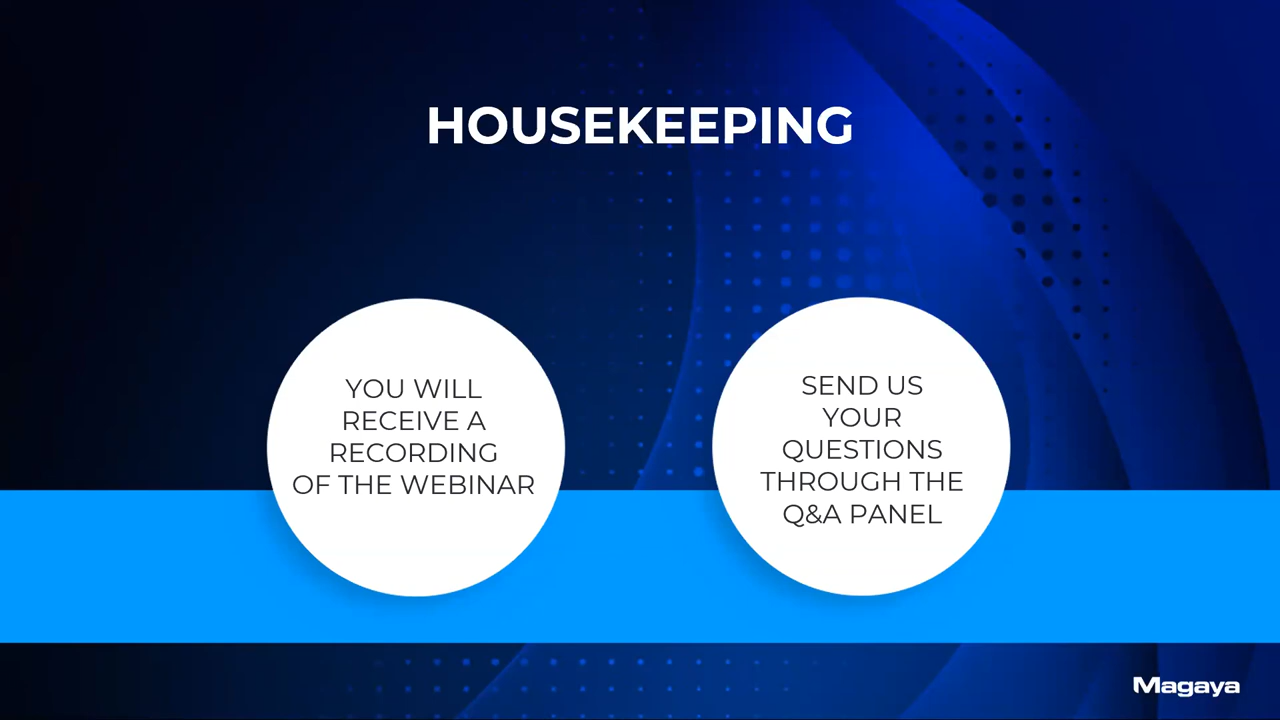 HOUSEKEEPING
YOU WILL
RECEIVE A
RECORDING
OF THE WEBINAR
SEND US
YOUR
QUESTIONS
THROUGH THE
Q&A PANEL
Magaya